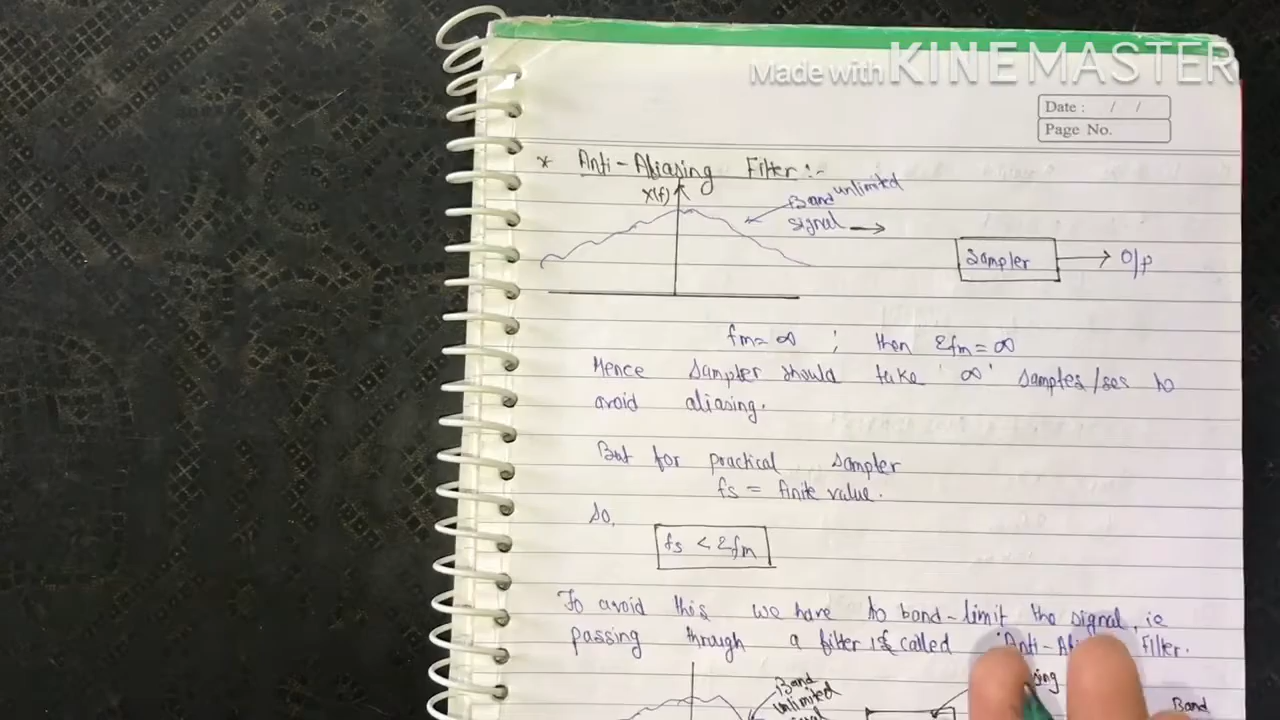 Made with KINEMASTER
Date : / /
Page No.
* Anti-Aliasing Filter :-
X(f)
Band unlimited
signal →
Sampler → O/p
fm = ∞ ; then 2fm = ∞
Hence sampler should take '∞' samples/sec to
avoid aliasing.
But for practical sampler
fs = finite value.
So,
fs < 2fm
To avoid this we have to band-limit the signal, ie
passing through a filter is called 'Anti- Filter.
Band
unlimited
Band